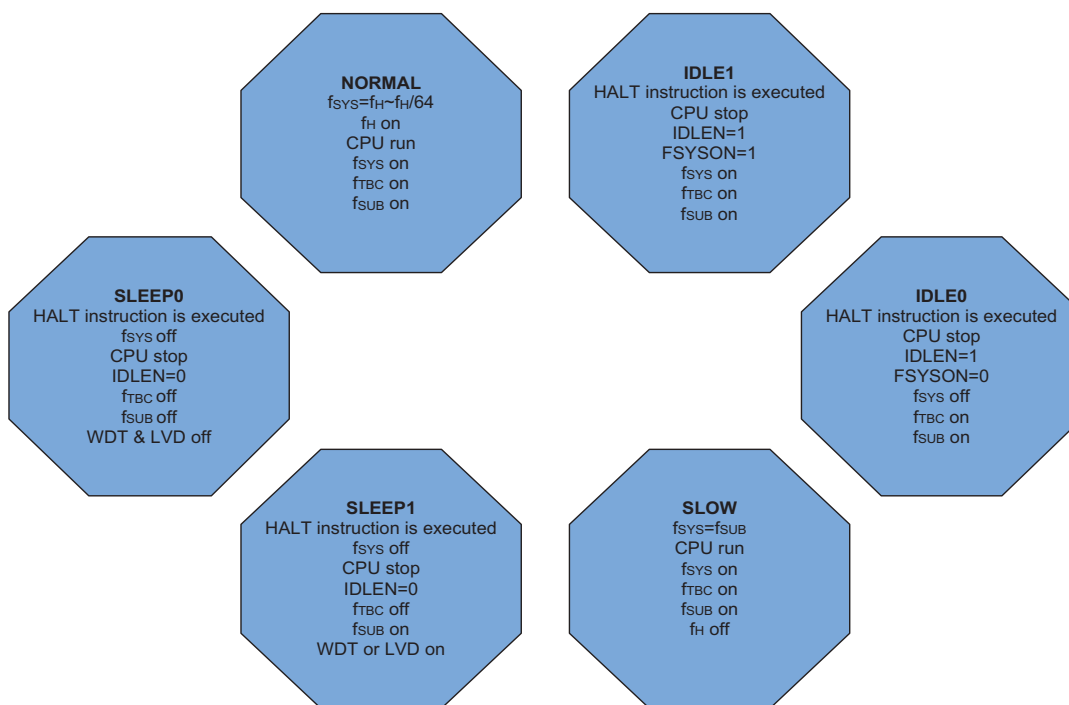 NORMAL
fSYS=fH~fH/64
fH on
CPU run
fSYS on
fTBC on
fSUB on
IDLE1
HALT instruction is executed
CPU stop
IDLEN=1
FSYSON=1
fSYS on
fTBC on
fSUB on
SLEEP0
HALT instruction is executed
fSYS off
CPU stop
IDLEN=0
fTBC off
fSUB off
WDT & LVD off
IDLE0
HALT instruction is executed
CPU stop
IDLEN=1
FSYSON=0
fSYS off
fTBC on
fSUB on
SLEEP1
HALT instruction is executed
fSYS off
CPU stop
IDLEN=0
fTBC off
fSUB on
WDT or LVD on
SLOW
fSYS=fSUB
CPU run
fSYS on
fTBC on
fSUB on
fH off